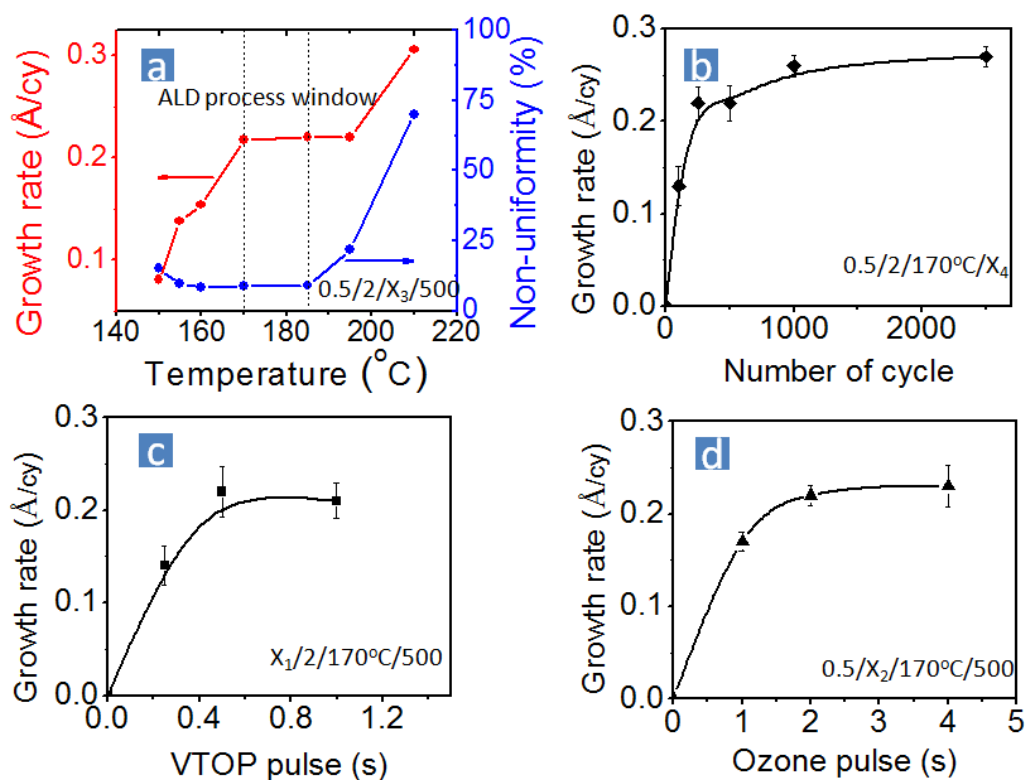 a
ALD process window
0.5/2/X₃/500
Growth rate (Å/cy)
0.3
0.2
0.1
Non-uniformity (%)
100
75
50
25
0
140 160 180 200 220
Temperature (°C)
b
0.5/2/170ºC/X₄
Growth rate (Å/cy)
0.3
0.2
0.1
0.0
0 1000 2000
Number of cycle
c
X₁/2/170ºC/500
Growth rate (Å/cy)
0.3
0.2
0.1
0.0
0.0 0.4 0.8 1.2
VTOP pulse (s)
d
0.5/X₂/170ºC/500
Growth rate (Å/cy)
0.3
0.2
0.1
0.0
0 1 2 3 4 5
Ozone pulse (s)